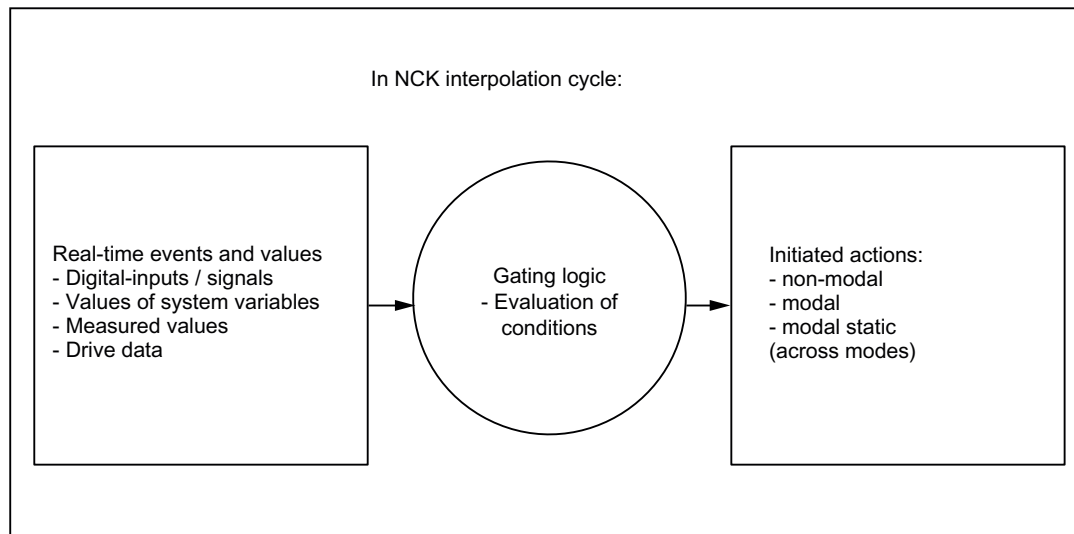 In NCK interpolation cycle:
Real-time events and values
- Digital-inputs / signals
- Values of system variables
- Measured values
- Drive data
Gating logic
- Evaluation of
conditions
Initiated actions:
- non-modal
- modal
- modal static
(across modes)